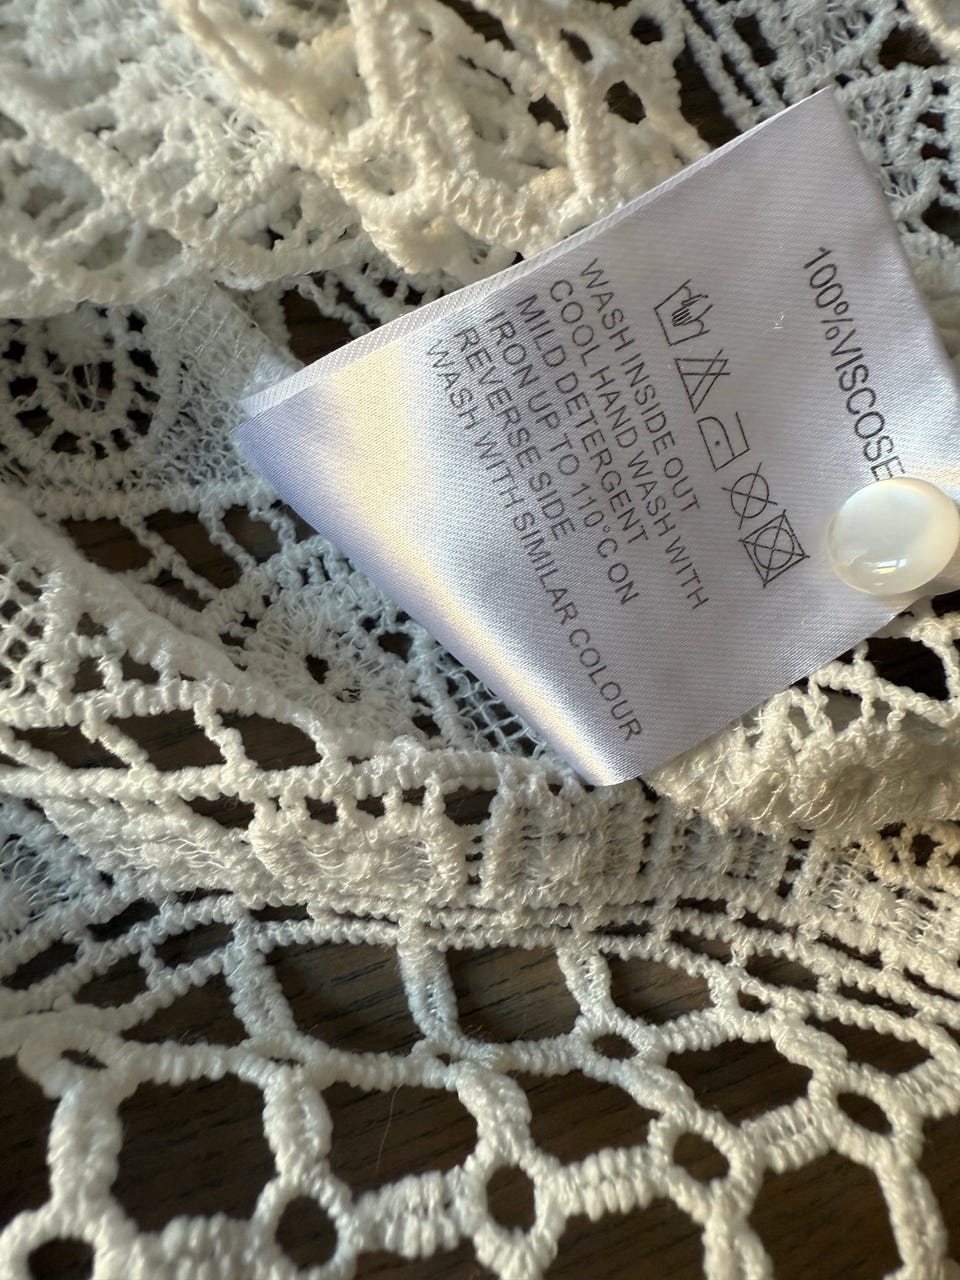 100%VISCOSE
WASH INSIDE OUT
COOL HAND WASH WITH
MILD DETERGENT
IRON UP TO 110°C ON
REVERSE SIDE
WASH WITH SIMILAR COLOUR